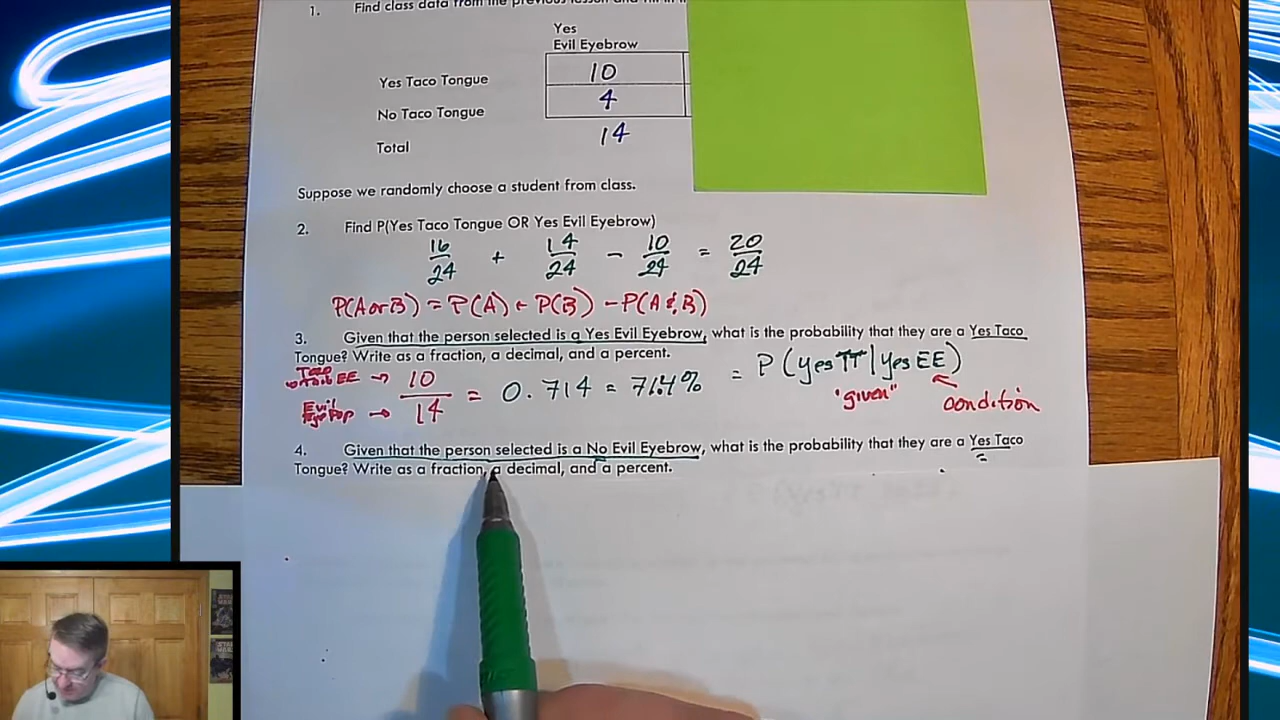 1. Find class data from the previous lesson and fill in
Yes
Evil Eyebrow
Yes Taco Tongue 10
No Taco Tongue 4
Total 14
Suppose we randomly choose a student from class.
2. Find P(Yes Taco Tongue OR Yes Evil Eyebrow)
16/24 + 14/24 - 10/24 = 20/24
P(A or B) = P(A) + P(B) - P(A & B)
3. Given that the person selected is a Yes Evil Eyebrow, what is the probability that they are a Yes Taco
Tongue? Write as a fraction, a decimal, and a percent.
10/14 = 0.714 = 71.4% = P(yes TT | yes EE)
"given"
condition
4. Given that the person selected is a No Evil Eyebrow, what is the probability that they are a Yes Taco
Tongue? Write as a fraction, a decimal, and a percent.